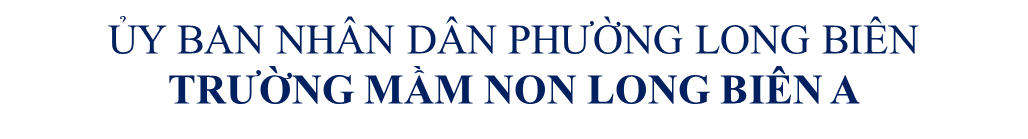 ỦY BAN NHÂN DÂN PHƯỜNG LONG BIÊN
TRƯỜNG MẦM NON LONG BIÊN A